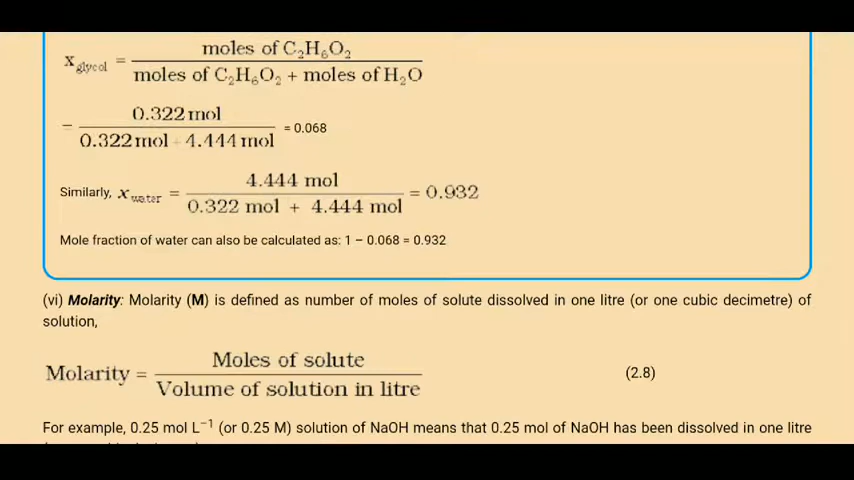 x glycol = moles of C₂H₆O₂ / moles of C₂H₆O₂ + moles of H₂O
= 0.322 mol / 0.322 mol + 4.444 mol = 0.068
Similarly, x water = 4.444 mol / 0.322 mol + 4.444 mol = 0.932
Mole fraction of water can also be calculated as: 1 – 0.068 = 0.932
(vi) Molarity: Molarity (M) is defined as number of moles of solute dissolved in one litre (or one cubic decimetre) of
solution,
Molarity = Moles of solute / Volume of solution in litre (2.8)
For example, 0.25 mol L⁻¹ (or 0.25 M) solution of NaOH means that 0.25 mol of NaOH has been dissolved in one litre